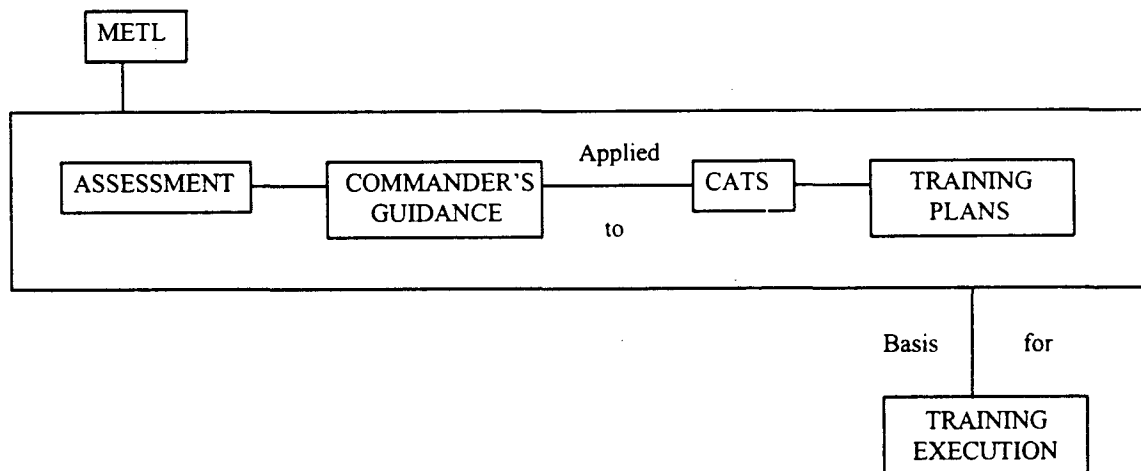 METL
ASSESSMENT
COMMANDER'S
GUIDANCE
Applied
to
CATS
TRAINING
PLANS
Basis for
TRAINING
EXECUTION